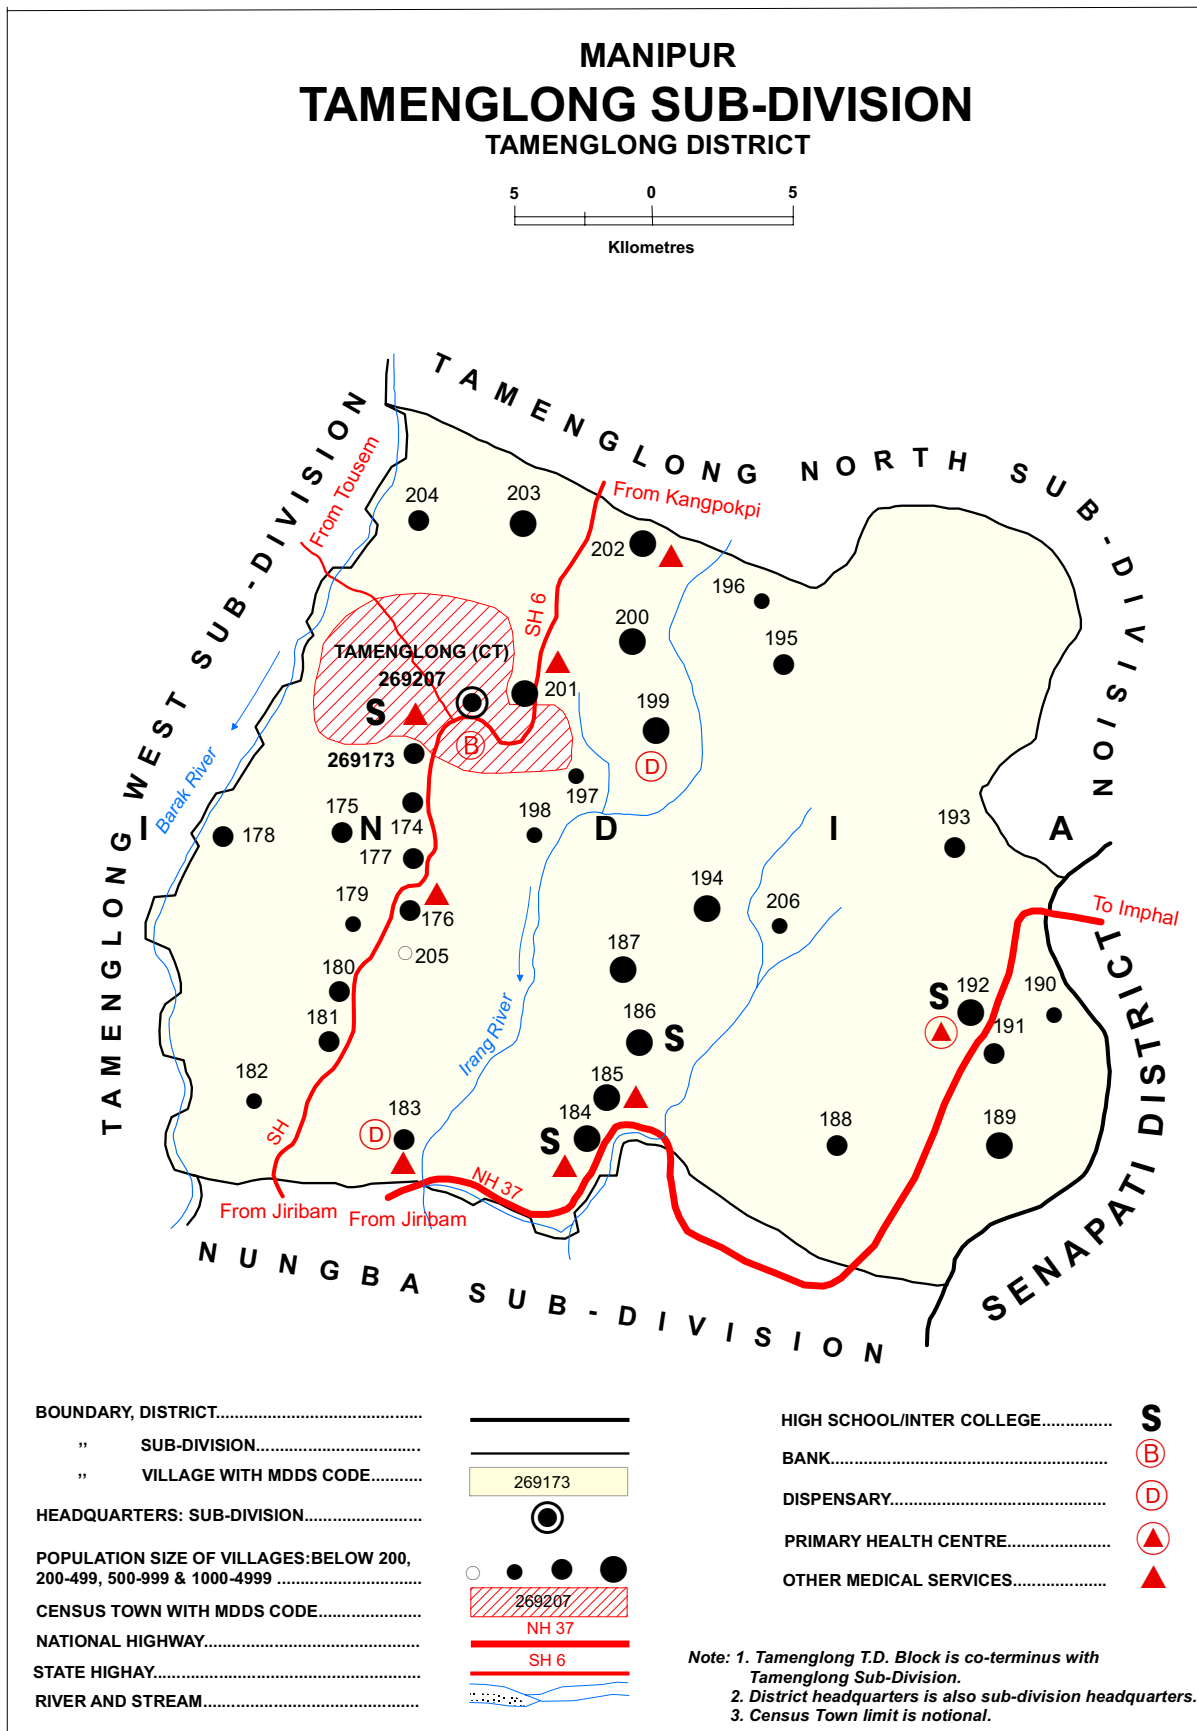 MANIPUR
TAMENGLONG SUB-DIVISION
TAMENGLONG DISTRICT
5 0 5
KIlometres
TAMENGLONG NORTH SUB-DIVISION
TAMENGLONG WEST SUB-DIVISION
From Tousem
From Kangpokpi
204
203
202
196
SH 6
200
195
TAMENGLONG (CT)
269207
201
199
S
B
D
269173
Barak River
197
175
174
198
193
I N D I A
178
177
179
176
194
206
To Imphal
205
187
180
192
190
S
186
S
181
191
Irang River
182
185
183
184
188
189
D
S
SH
NH 37
From Jiribam
From Jiribam
SENAPATI DISTRICT
NUNGBA SUB-DIVISION
BOUNDARY, DISTRICT............................................
,, SUB-DIVISION...................................
,, VILLAGE WITH MDDS CODE...........
269173
HEADQUARTERS: SUB-DIVISION.........................
POPULATION SIZE OF VILLAGES:BELOW 200,
200-499, 500-999 & 1000-4999 ...............................
CENSUS TOWN WITH MDDS CODE......................
269207
NATIONAL HIGHWAY..............................................
NH 37
STATE HIGHAY.........................................................
SH 6
RIVER AND STREAM..............................................
HIGH SCHOOL/INTER COLLEGE...............
S
BANK...........................................................
B
DISPENSARY..............................................
D
PRIMARY HEALTH CENTRE......................
OTHER MEDICAL SERVICES....................
Note: 1. Tamenglong T.D. Block is co-terminus with
Tamenglong Sub-Division.
2. District headquarters is also sub-division headquarters.
3. Census Town limit is notional.